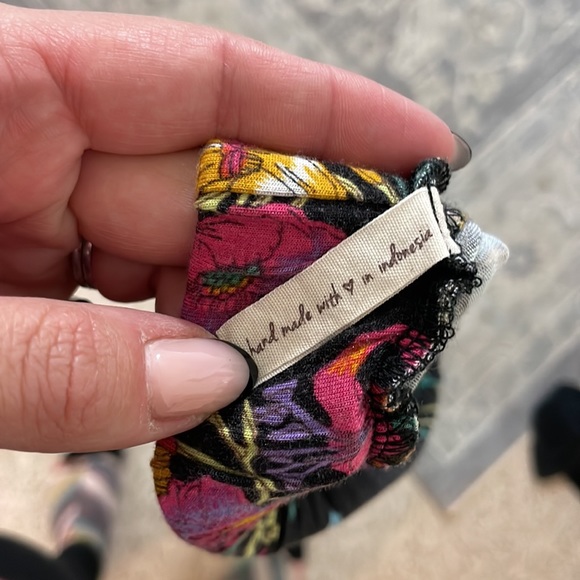 hand made with ♡ in indonesia